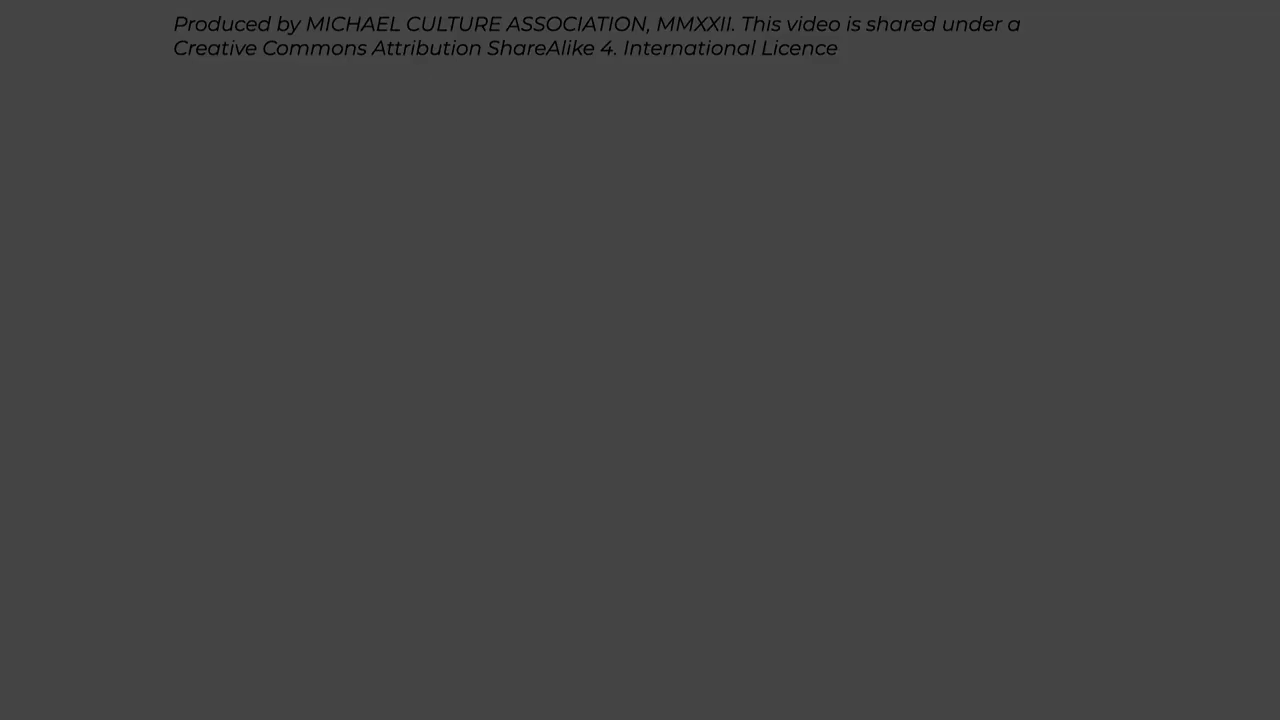 Produced by MICHAEL CULTURE ASSOCIATION, MMXXII. This video is shared under a
Creative Commons Attribution ShareAlike 4. International Licence